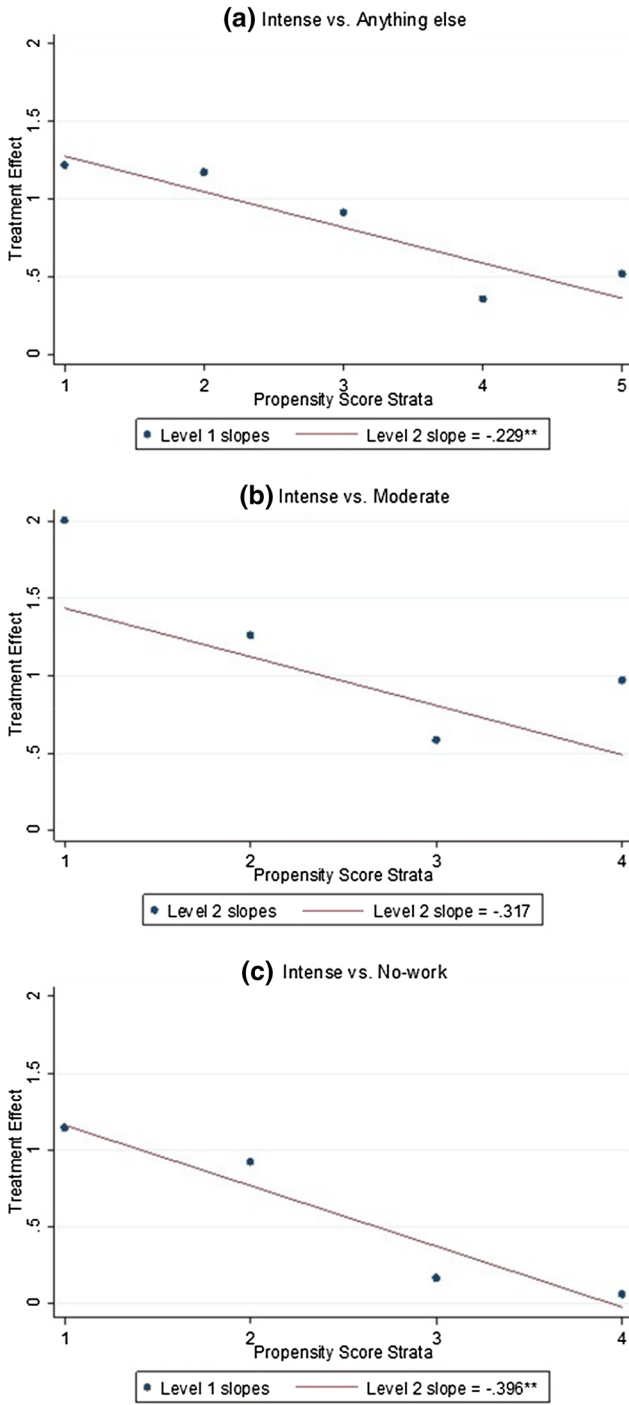 (a) Intense vs. Anything else
2
1.5
1
.5
0
Treatment Effect
1 2 3 4 5
Propensity Score Strata
Level 1 slopes Level 2 slope = -.229**
(b) Intense vs. Moderate
2
1.5
1
.5
0
Treatment Effect
1 2 3 4
Propensity Score Strata
Level 2 slopes Level 2 slope = -.317
(c) Intense vs. No-work
2
1.5
1
.5
0
Treatment Effect
1 2 3 4
Propensity Score Strata
Level 1 slopes Level 2 slope = -.396**